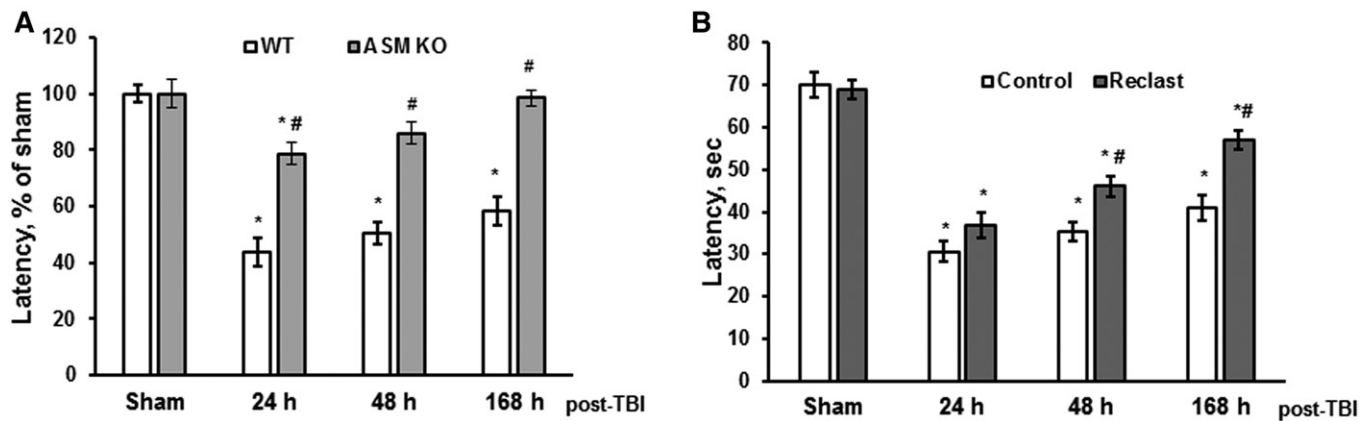 A
Latency, % of sham
120
100
80
60
40
20
0
WT ASM KO
* * # * # * #
Sham 24 h 48 h 168 h post-TBI
B
Latency, sec
80
70
60
50
40
30
20
10
0
Control Reclast
* * * * # * *#
Sham 24 h 48 h 168 h post-TBI